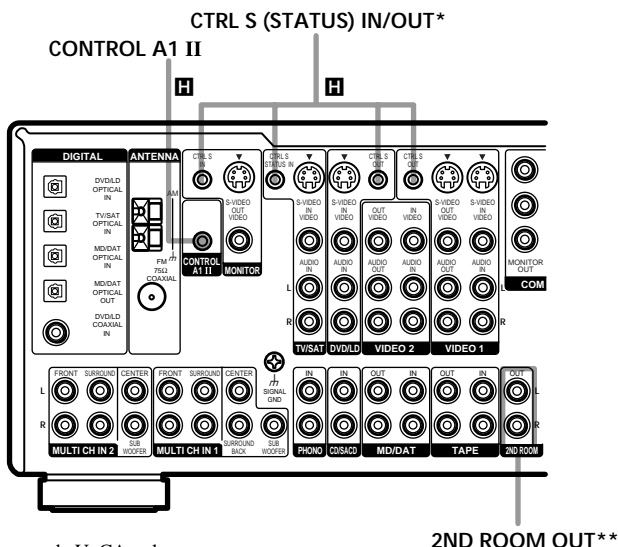 CTRL S (STATUS) IN/OUT*
CONTROL A1 II
H H
DIGITAL ANTENNA
CTRL S IN
CTRL S STATUS IN
CTRL S OUT
CTRL S OUT
DVD/LD OPTICAL IN
AM
TV/SAT OPTICAL IN
MD/DAT OPTICAL IN
MD/DAT OPTICAL OUT
DVD/LD COAXIAL IN
FM 75Ω COAXIAL
CONTROL A1 II
S-VIDEO OUT VIDEO
MONITOR
S-VIDEO IN VIDEO
S-VIDEO IN VIDEO
OUT VIDEO
IN VIDEO
S-VIDEO OUT VIDEO
S-VIDEO IN VIDEO
AUDIO IN
AUDIO IN
AUDIO OUT
AUDIO IN
AUDIO OUT
AUDIO IN
L L
R R
TV/SAT DVD/LD VIDEO 2 VIDEO 1
MONITOR OUT
COM
FRONT SURROUND CENTER FRONT SURROUND CENTER
SIGNAL GND
IN IN OUT IN OUT IN OUT
L L
R R
MULTI CH IN 2
SUB WOOFER
MULTI CH IN 1
SURROUND BACK
SUB WOOFER
PHONO CD/SACD MD/DAT TAPE 2ND ROOM
2ND ROOM OUT**